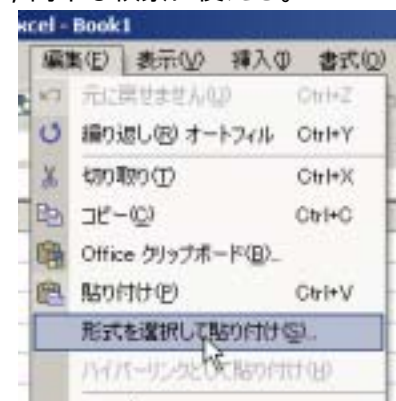 xcel - Book1
編集(E) 表示(V) 挿入(I) 書式(O)
元に戻せません(U) Ctrl+Z
繰り返し(R) オートフィル Ctrl+Y
切り取り(T) Ctrl+X
コピー(C) Ctrl+C
Office クリップボード(B)...
貼り付け(P) Ctrl+V
形式を選択して貼り付け(S)...
ハイパーリンクとして貼り付け(H)